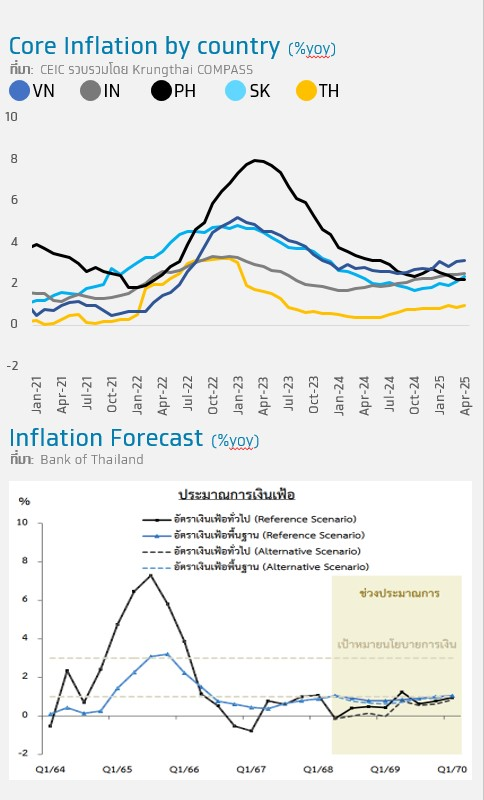 Core Inflation by country (%yoy)
ที่มา: CEIC รวบรวมโดย Krungthai COMPASS
VN IN PH SK TH
10
8
6
4
2
0
-2
Jan-21 Apr-21 Jul-21 Oct-21 Jan-22 Apr-22 Jul-22 Oct-22 Jan-23 Apr-23 Jul-23 Oct-23 Jan-24 Apr-24 Jul-24 Oct-24 Jan-25 Apr-25
Inflation Forecast (%yoy)
ที่มา: Bank of Thailand
ประมาณการเงินเฟ้อ
%
อัตราเงินเฟ้อทั่วไป (Reference Scenario)
อัตราเงินเฟ้อพื้นฐาน (Reference Scenario)
อัตราเงินเฟ้อทั่วไป (Alternative Scenario)
อัตราเงินเฟ้อพื้นฐาน (Alternative Scenario)
ช่วงประมาณการ
เป้าหมายนโยบายการเงิน
10
8
6
4
2
0
-2
Q1/64 Q1/65 Q1/66 Q1/67 Q1/68 Q1/69 Q1/70